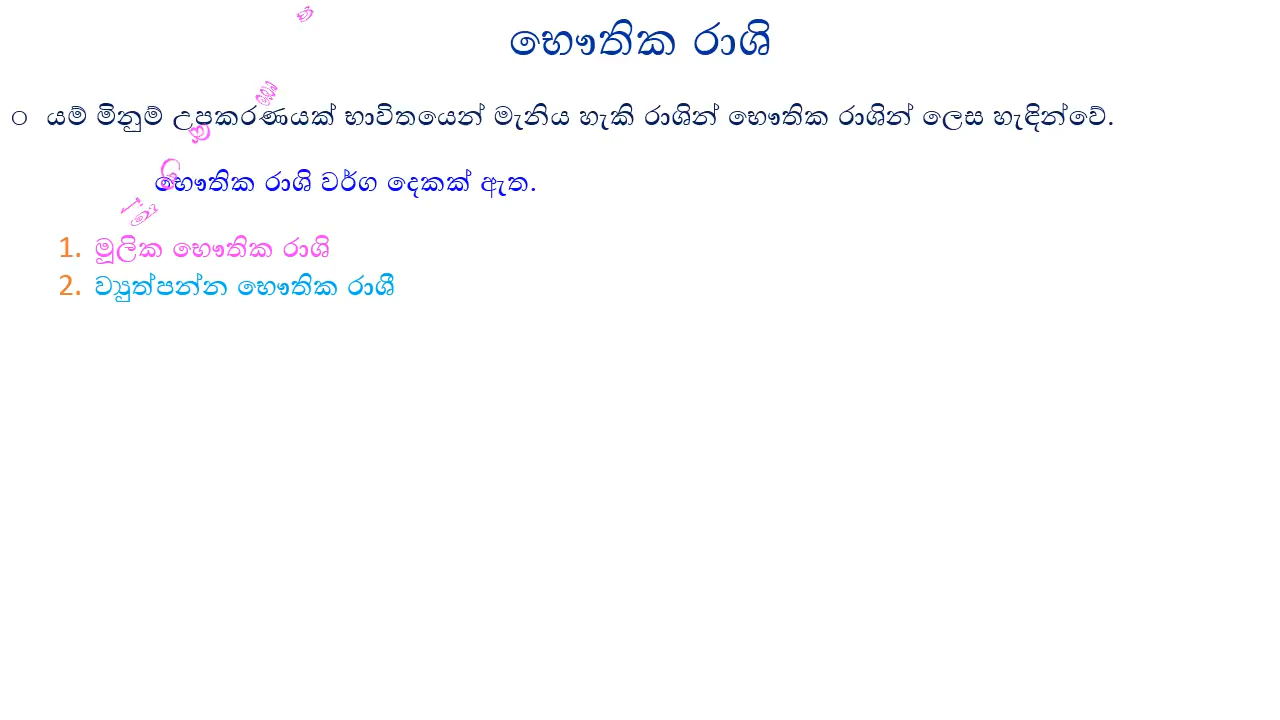 භෞතික රාශි
○ යම් මිනුම් උපකරණයක් භාවිතයෙන් මැනිය හැකි රාශින් භෞතික රාශින් ලෙස හැඳින්වේ.
භෞතික රාශි වර්ග දෙකක් ඇත.
1. මූලික භෞතික රාශි
2. ව්‍යුත්පන්න භෞතික රාශී